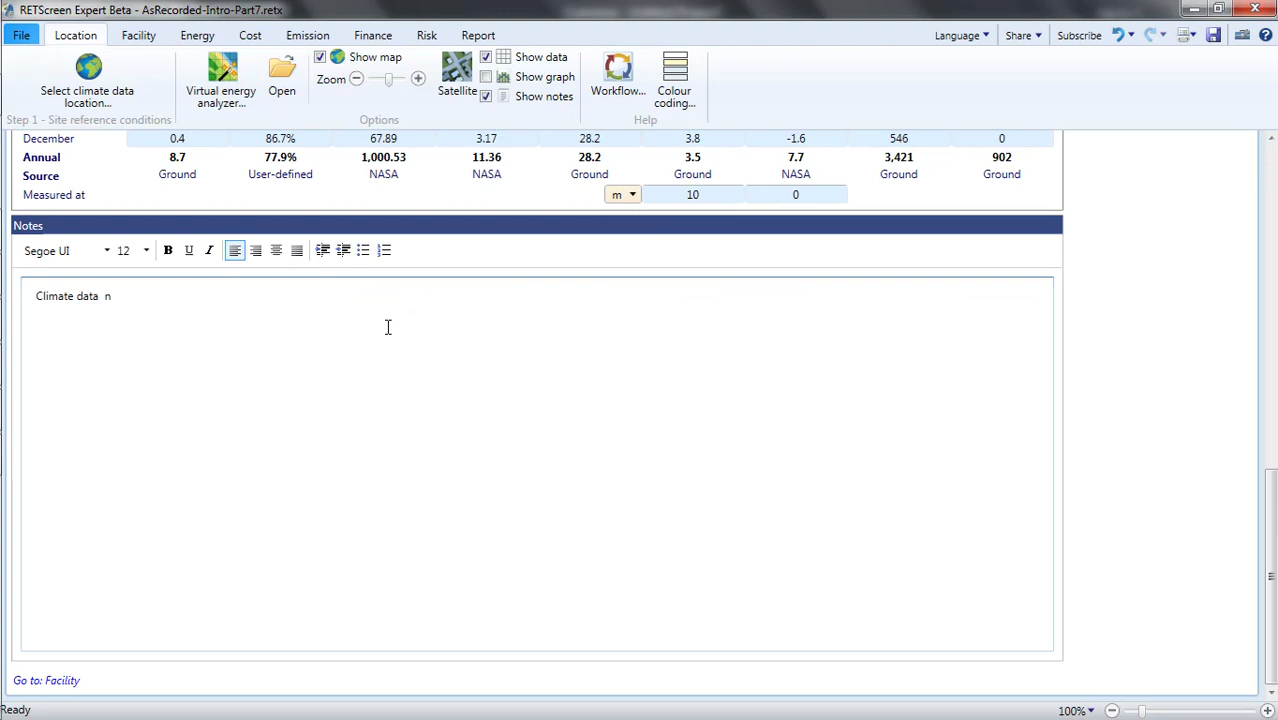 RETScreen Expert Beta - AsRecorded-Intro-Part7.retx
File Location Facility Energy Cost Emission Finance Risk Report Language Share Subscribe
Select climate data location...
Step 1 - Site reference conditions
Virtual energy analyzer...
Open
Show map
Zoom
Satellite
Show data
Show graph
Show notes
Options
Workflow...
Colour coding...
Help
December 0.4 86.7% 67.89 3.17 28.2 3.8 -1.6 546 0
Annual 8.7 77.9% 1,000.53 11.36 28.2 3.5 7.7 3,421 902
Source Ground User-defined NASA NASA Ground Ground NASA Ground Ground
Measured at m 10 0
Notes
Segoe UI 12 B U I
Climate data n
Go to: Facility
Ready 100%